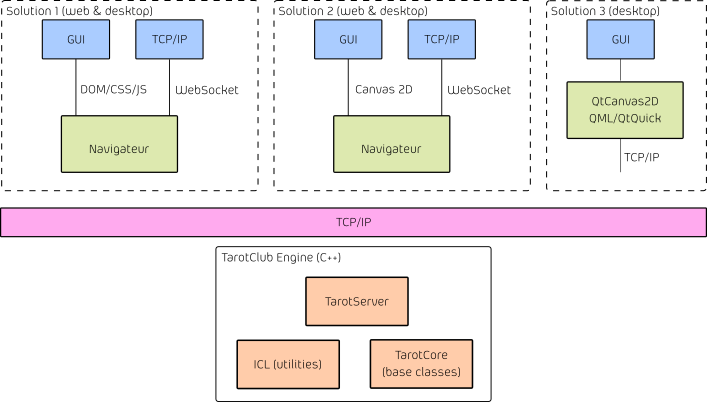 Solution 1 (web & desktop)
GUI
TCP/IP
DOM/CSS/JS
WebSocket
Navigateur
Solution 2 (web & desktop)
GUI
TCP/IP
Canvas 2D
WebSocket
Navigateur
Solution 3 (desktop)
GUI
QtCanvas2D
QML/QtQuick
TCP/IP
TCP/IP
TarotClub Engine (C++)
TarotServer
ICL (utilities)
TarotCore
(base classes)